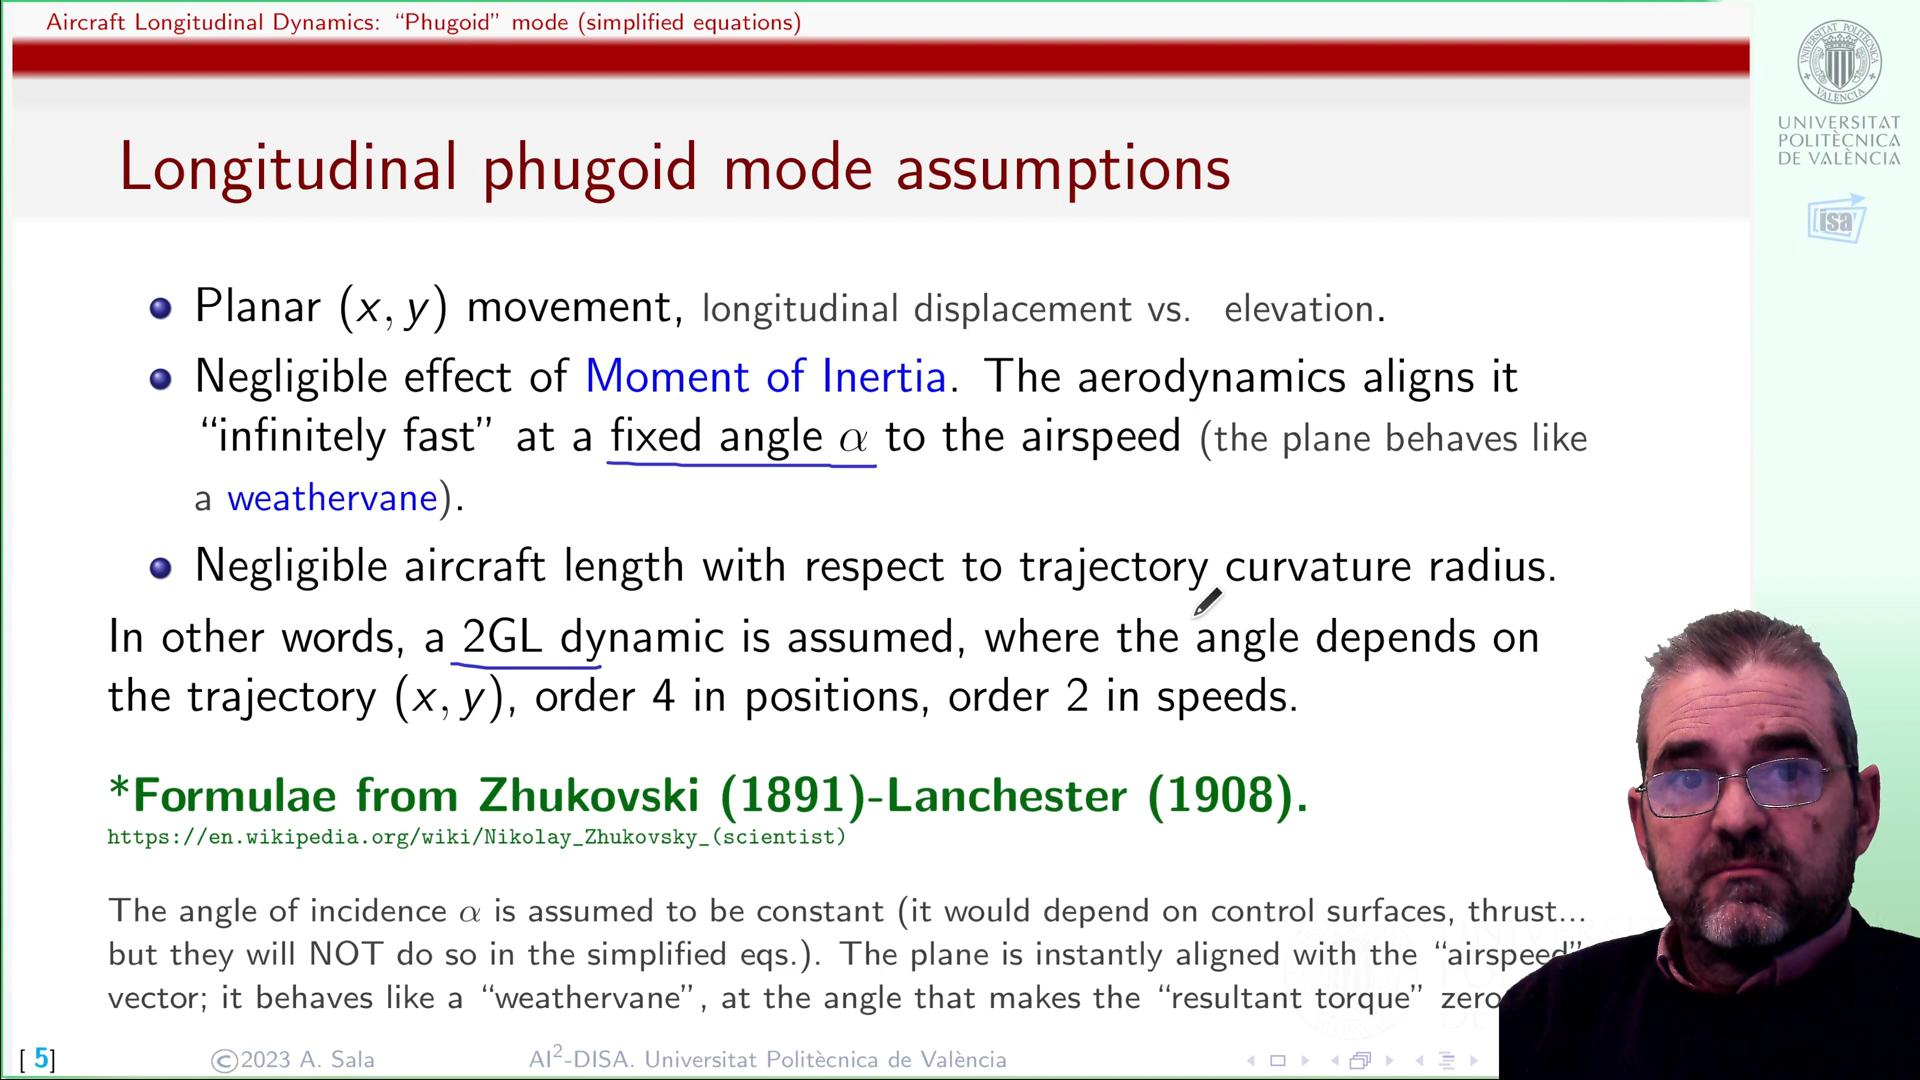 Aircraft Longitudinal Dynamics: “Phugoid” mode (simplified equations)
UNIVERSITAT
POLITÈCNICA
DE VALÈNCIA
isa
Longitudinal phugoid mode assumptions
Planar (x, y) movement, longitudinal displacement vs. elevation.
Negligible effect of Moment of Inertia. The aerodynamics aligns it
“infinitely fast” at a fixed angle α to the airspeed (the plane behaves like
a weathervane).
Negligible aircraft length with respect to trajectory curvature radius.
In other words, a 2GL dynamic is assumed, where the angle depends on
the trajectory (x, y), order 4 in positions, order 2 in speeds.
*Formulae from Zhukovski (1891)-Lanchester (1908).
https://en.wikipedia.org/wiki/Nikolay_Zhukovsky_(scientist)
The angle of incidence α is assumed to be constant (it would depend on control surfaces, thrust...
but they will NOT do so in the simplified eqs.). The plane is instantly aligned with the “airspeed”
vector; it behaves like a “weathervane”, at the angle that makes the “resultant torque” zero
[ 5]
©2023 A. Sala
AI²-DISA. Universitat Politècnica de València